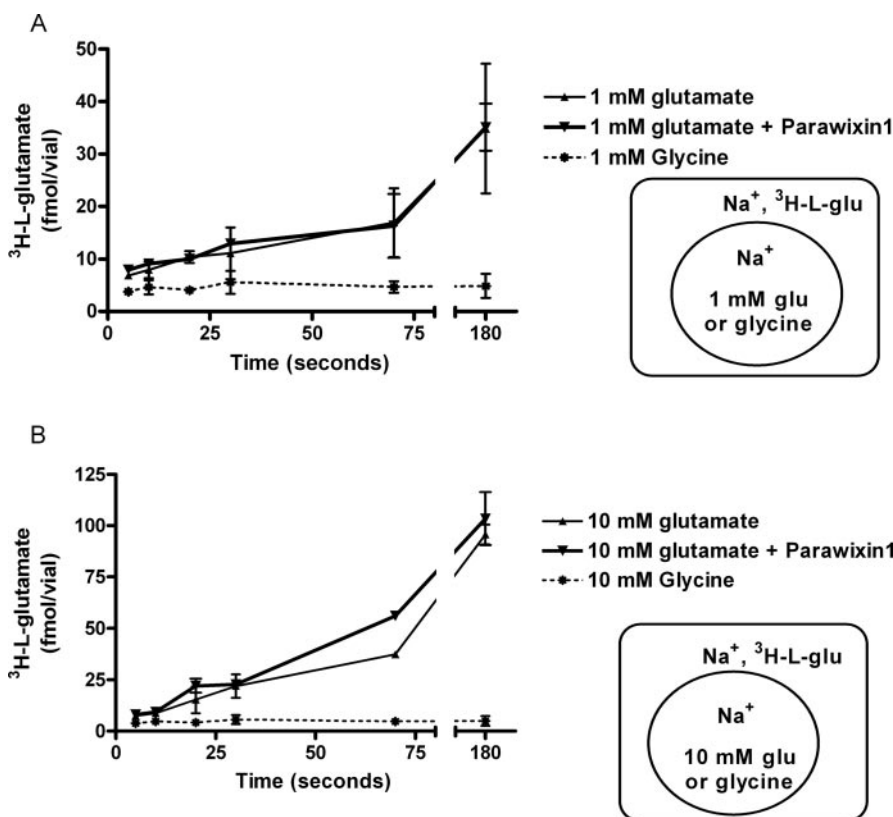 A
50
40
30
20
10
0
³H-L-glutamate
(fmol/vial)
0 25 50 75 180
Time (seconds)
1 mM glutamate
1 mM glutamate + Parawixin1
1 mM Glycine
Na⁺, ³H-L-glu
Na⁺
1 mM glu
or glycine
B
125
100
75
50
25
0
³H-L-glutamate
(fmol/vial)
0 25 50 75 180
Time (seconds)
10 mM glutamate
10 mM glutamate + Parawixin1
10 mM Glycine
Na⁺, ³H-L-glu
Na⁺
10 mM glu
or glycine